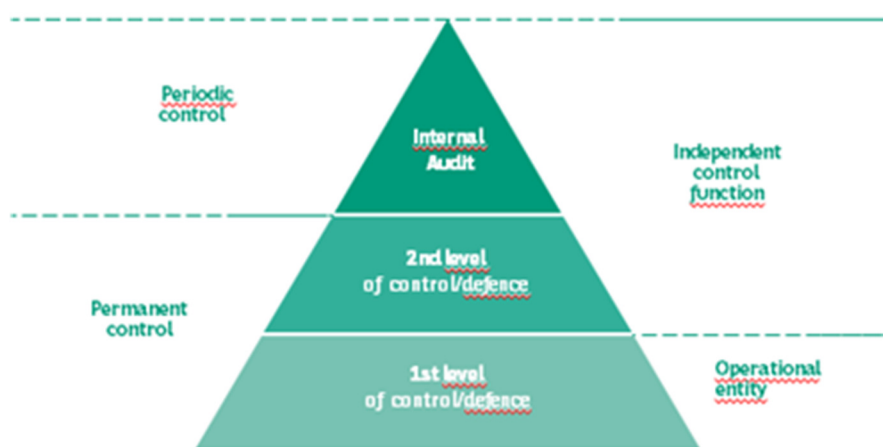 Periodic
control
Internal
Audit
Independent
control
function
2nd level
of control/defence
Permanent
control
1st level
of control/defence
Operational
entity